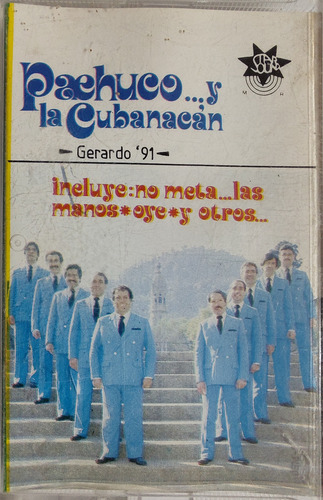 Pachuco...y
la Cubanacán
Gerardo '91
incluye:no meta...las
manos*oye*y otros...